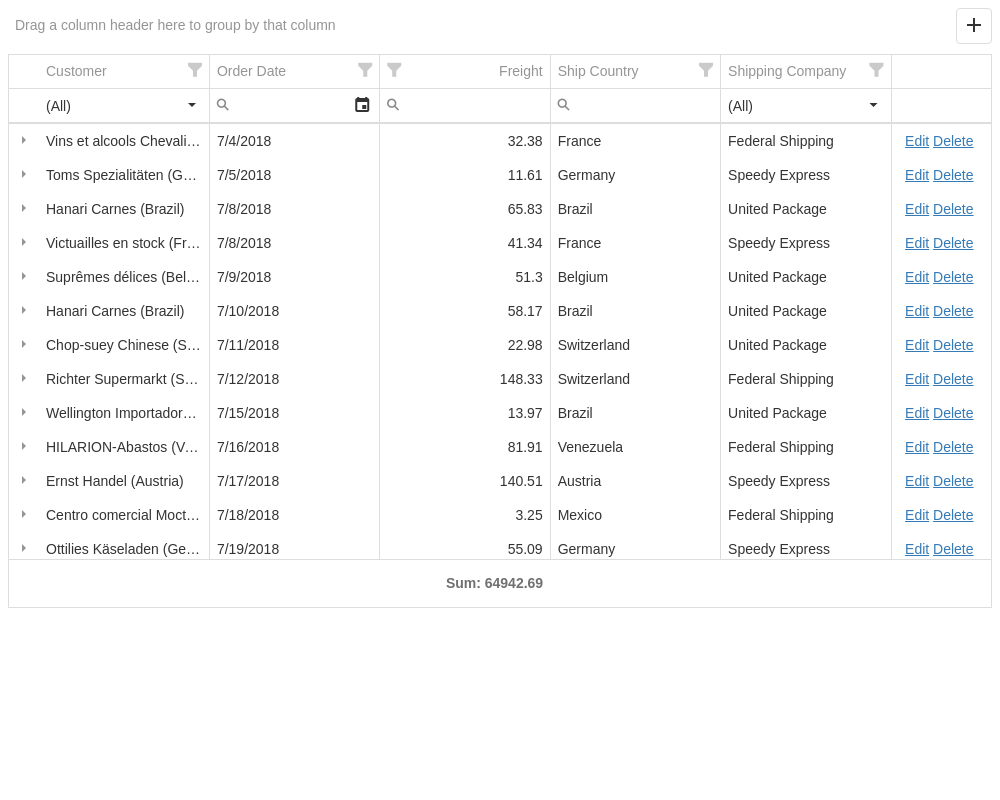 Drag a column header here to group by that column
Customer Order Date Freight Ship Country Shipping Company
(All) (All)
Vins et alcools Chevali... 7/4/2018 32.38 France Federal Shipping Edit Delete
Toms Spezialitäten (G... 7/5/2018 11.61 Germany Speedy Express Edit Delete
Hanari Carnes (Brazil) 7/8/2018 65.83 Brazil United Package Edit Delete
Victuailles en stock (Fr... 7/8/2018 41.34 France Speedy Express Edit Delete
Suprêmes délices (Bel... 7/9/2018 51.3 Belgium United Package Edit Delete
Hanari Carnes (Brazil) 7/10/2018 58.17 Brazil United Package Edit Delete
Chop-suey Chinese (S... 7/11/2018 22.98 Switzerland United Package Edit Delete
Richter Supermarkt (S... 7/12/2018 148.33 Switzerland Federal Shipping Edit Delete
Wellington Importador... 7/15/2018 13.97 Brazil United Package Edit Delete
HILARION-Abastos (V... 7/16/2018 81.91 Venezuela Federal Shipping Edit Delete
Ernst Handel (Austria) 7/17/2018 140.51 Austria Speedy Express Edit Delete
Centro comercial Moct... 7/18/2018 3.25 Mexico Federal Shipping Edit Delete
Ottilies Käseladen (Ge... 7/19/2018 55.09 Germany Speedy Express Edit Delete
Sum: 64942.69